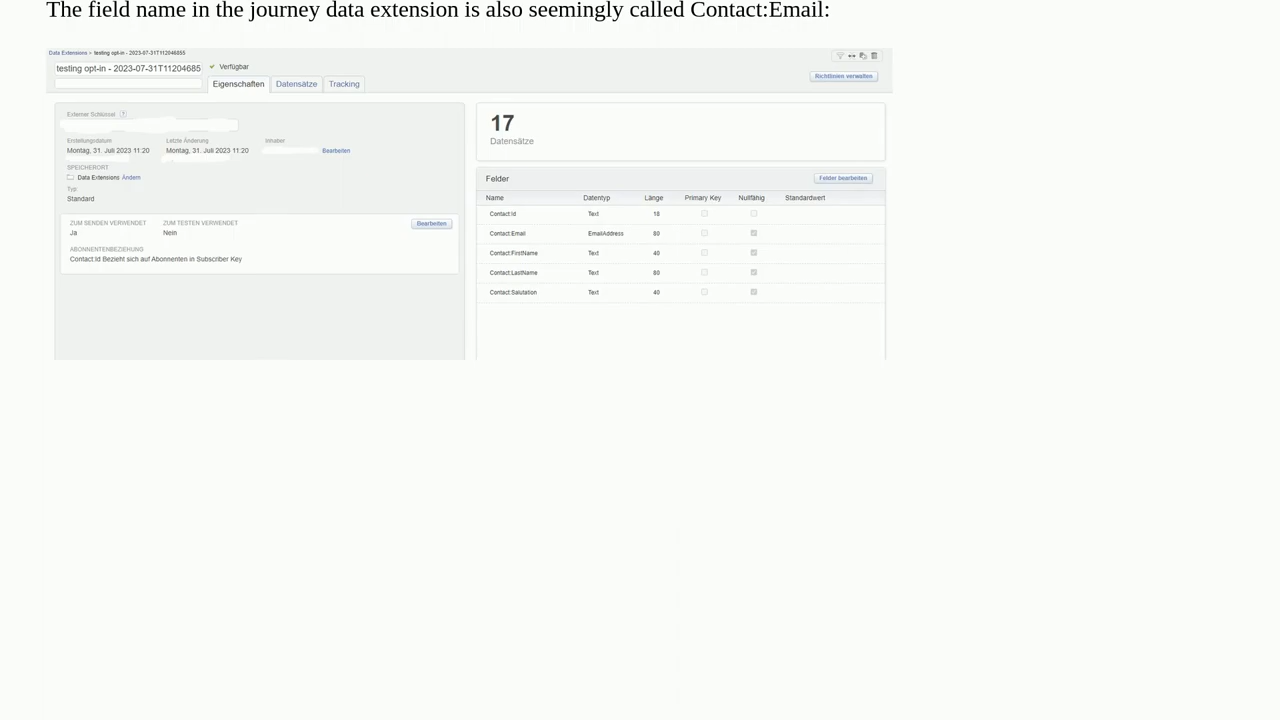 The field name in the journey data extension is also seemingly called Contact:Email:
Data Extensions > testing opt-in - 2023-07-31T112046855
testing opt-in - 2023-07-31T11204685
Verfügbar
Richtlinien verwalten
Eigenschaften Datensätze Tracking
Externer Schlüssel ?
Erstellungsdatum Letzte Änderung Inhaber
Montag, 31. Juli 2023 11:20 Montag, 31. Juli 2023 11:20 Bearbeiten
SPEICHERORT
Data Extensions Ändern
Typ
Standard
ZUM SENDEN VERWENDET ZUM TESTEN VERWENDET Bearbeiten
Ja Nein
ABONNENTENBEZIEHUNG
Contact:Id Bezieht sich auf Abonnenten in Subscriber Key
17
Datensätze
Felder Felder bearbeiten
Name Datentyp Länge Primary Key Nullfähig Standardwert
Contact:Id Text 18
Contact:Email EmailAddress 80
Contact:FirstName Text 40
Contact:LastName Text 80
Contact:Salutation Text 40